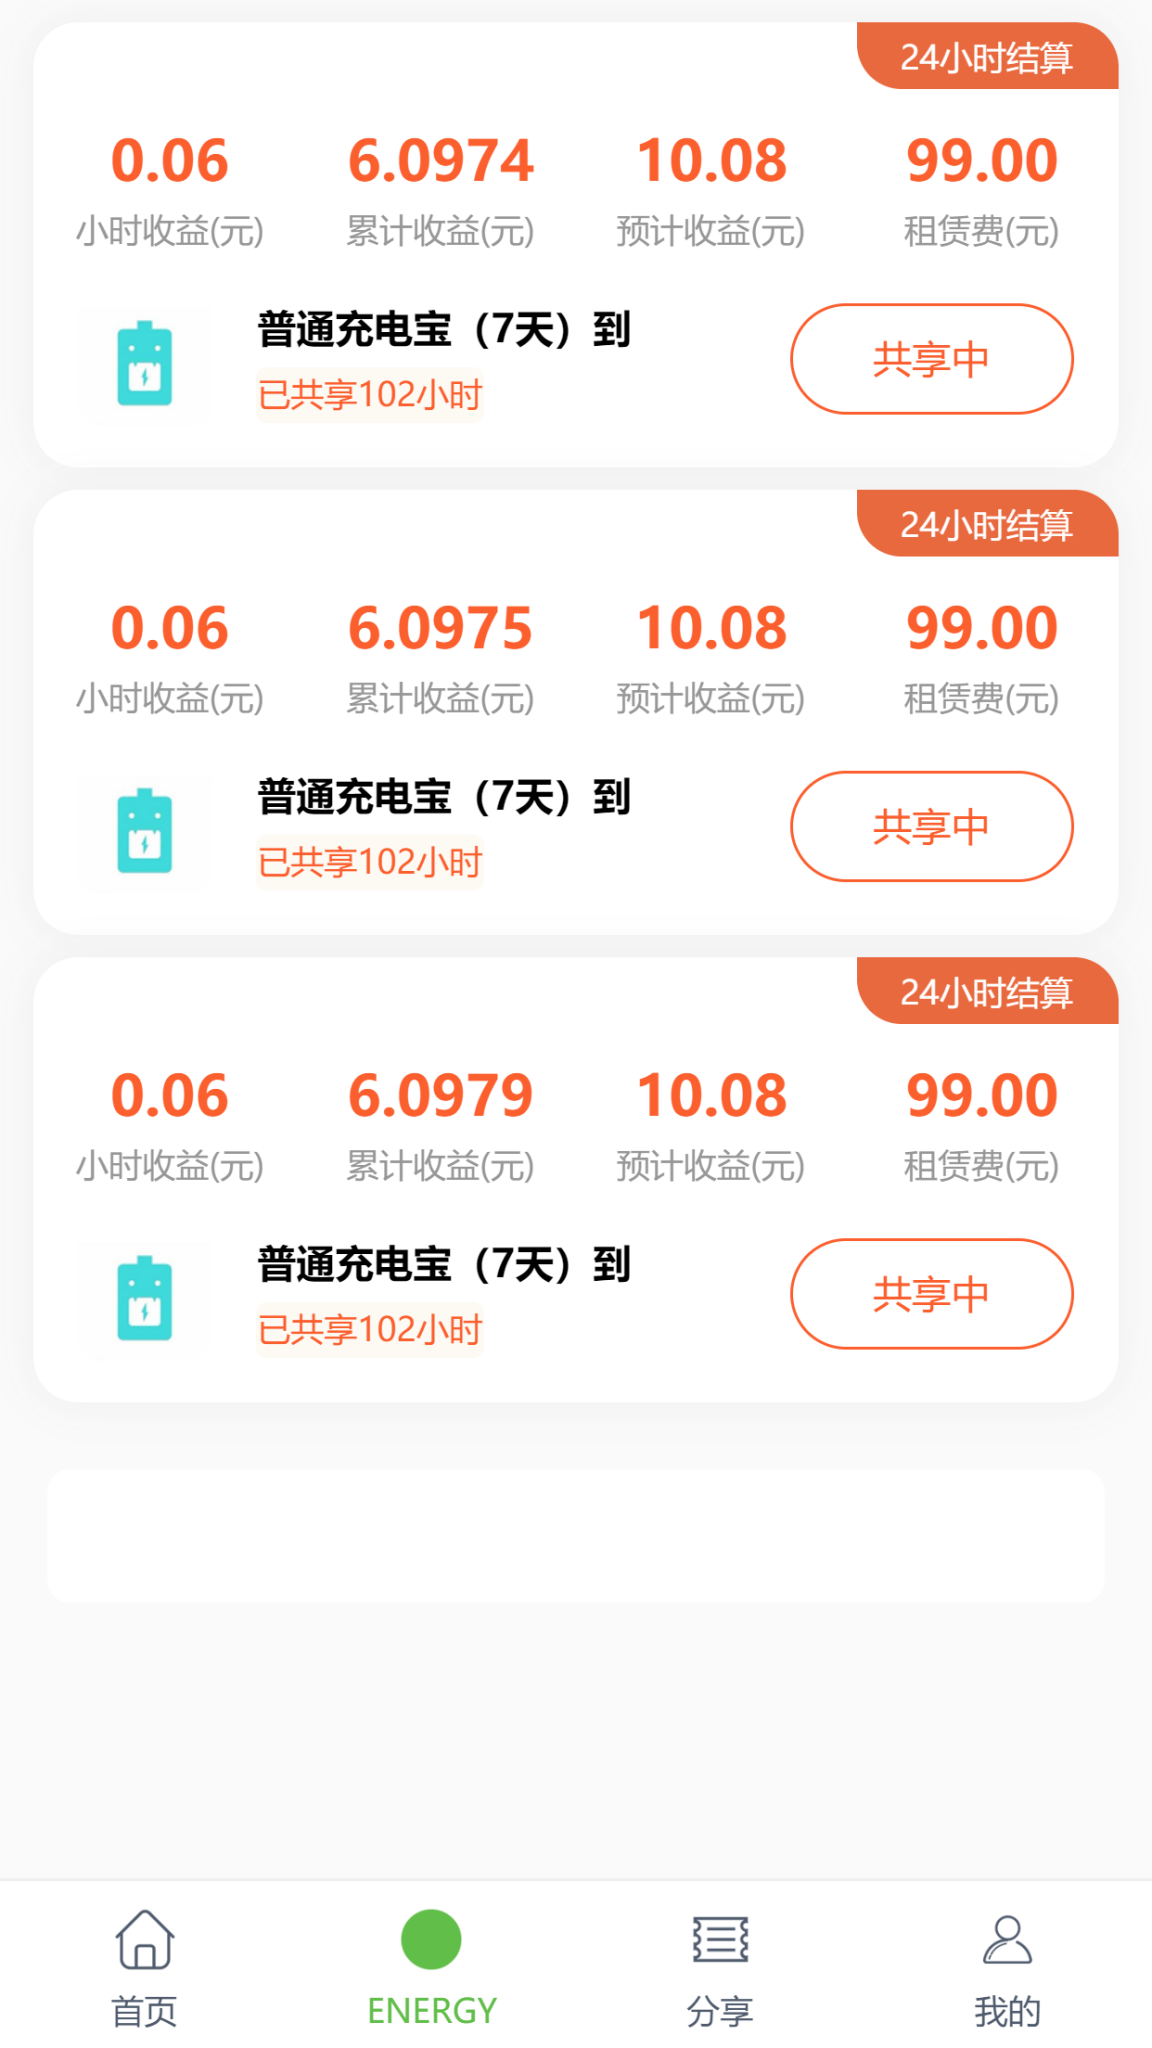 24小时结算
0.06 6.0974 10.08 99.00
小时收益(元) 累计收益(元) 预计收益(元) 租赁费(元)
普通充电宝（7天）到
已共享102小时
共享中
24小时结算
0.06 6.0975 10.08 99.00
小时收益(元) 累计收益(元) 预计收益(元) 租赁费(元)
普通充电宝（7天）到
已共享102小时
共享中
24小时结算
0.06 6.0979 10.08 99.00
小时收益(元) 累计收益(元) 预计收益(元) 租赁费(元)
普通充电宝（7天）到
已共享102小时
共享中
首页 ENERGY 分享 我的